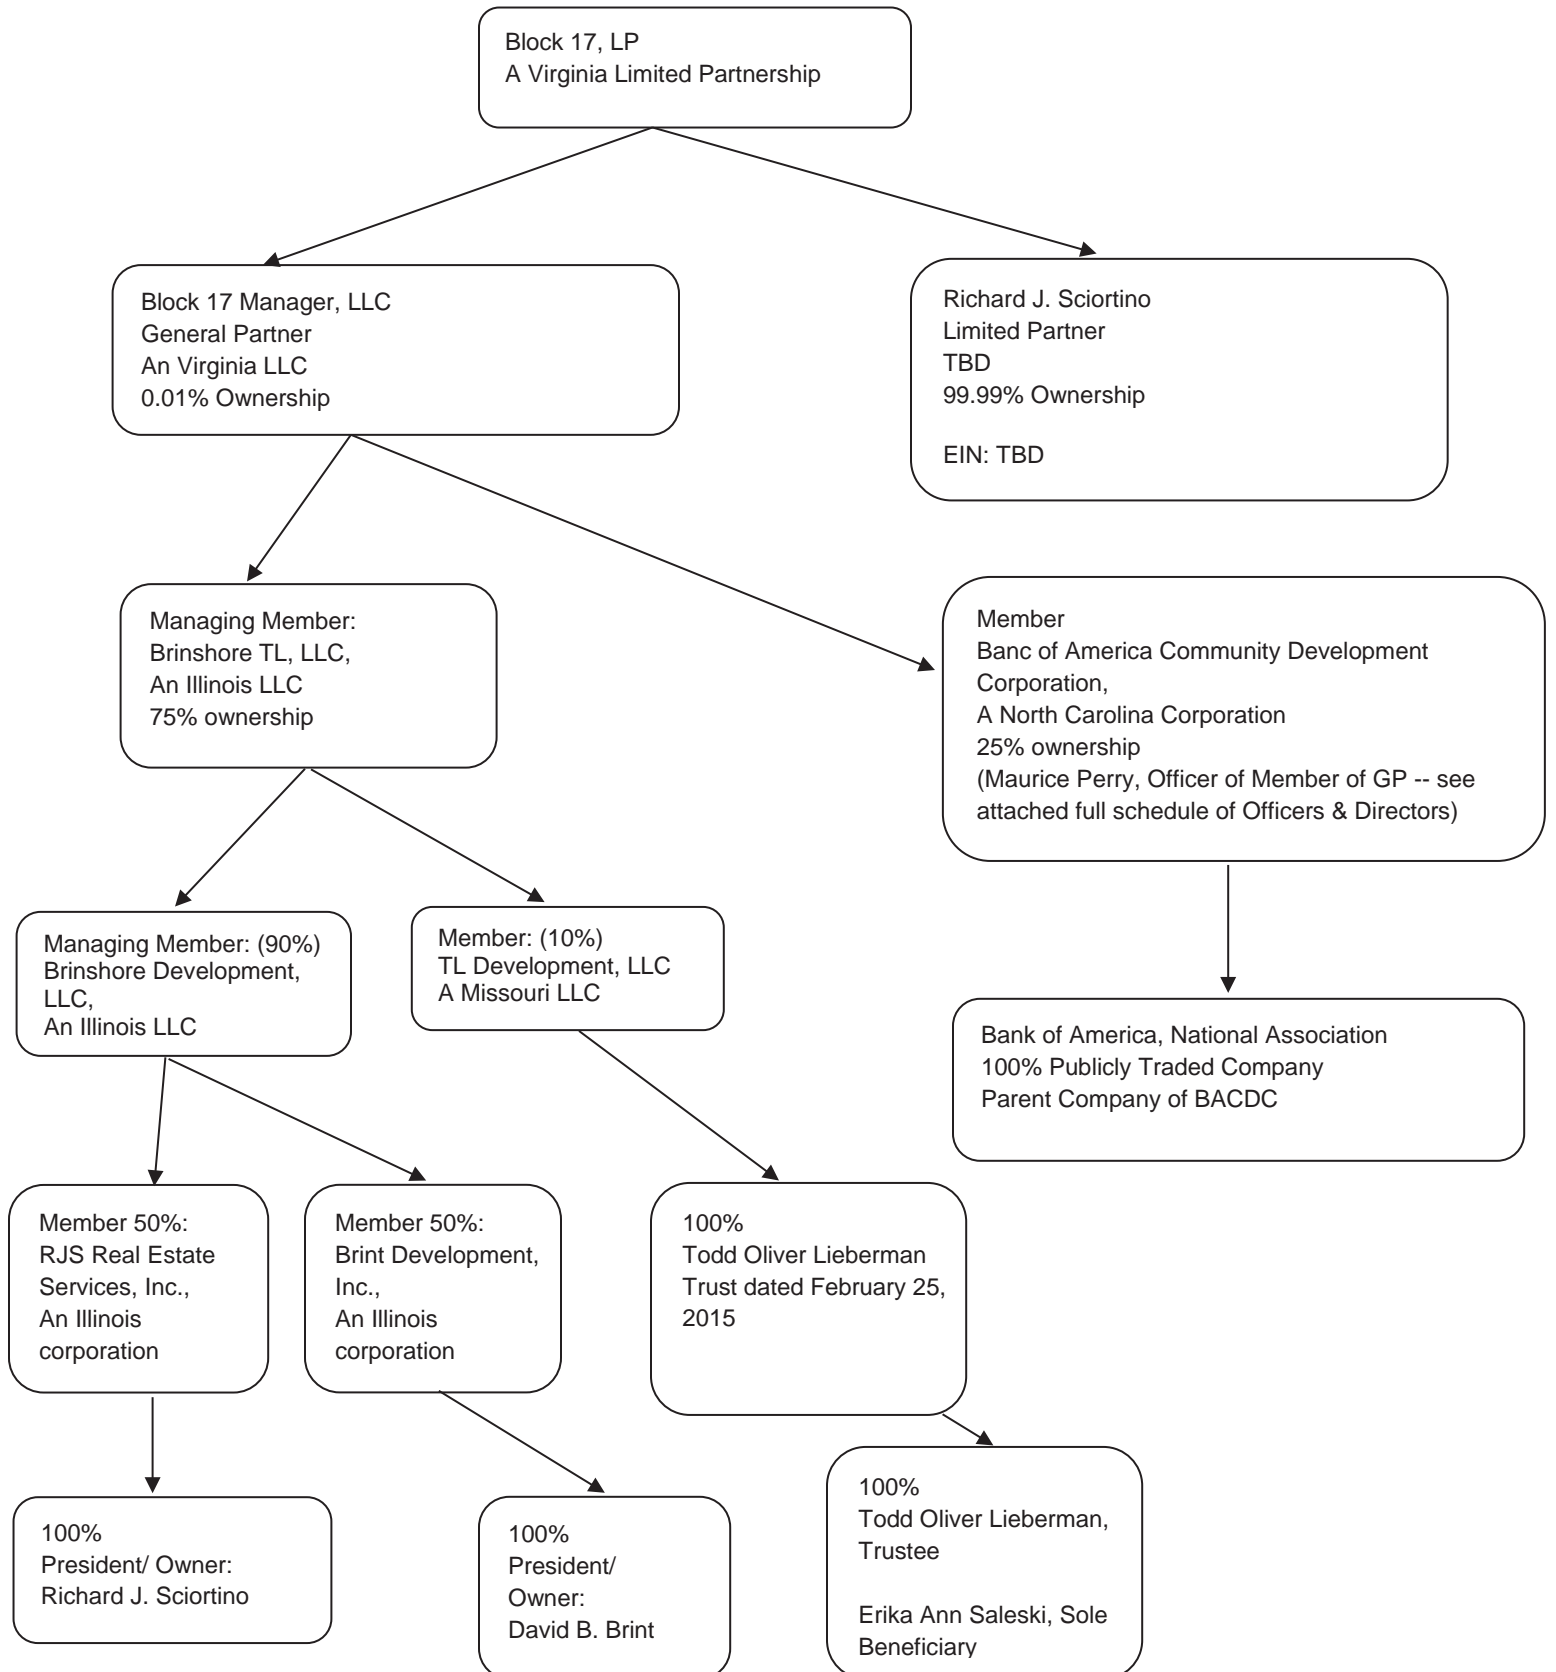 Block 17, LP
A Virginia Limited Partnership
Block 17 Manager, LLC
General Partner
An Virginia LLC
0.01% Ownership
Richard J. Sciortino
Limited Partner
TBD
99.99% Ownership
EIN: TBD
Managing Member:
Brinshore TL, LLC,
An Illinois LLC
75% ownership
Member
Banc of America Community Development
Corporation,
A North Carolina Corporation
25% ownership
(Maurice Perry, Officer of Member of GP -- see
attached full schedule of Officers & Directors)
Managing Member: (90%)
Brinshore Development,
LLC,
An Illinois LLC
Member: (10%)
TL Development, LLC
A Missouri LLC
Bank of America, National Association
100% Publicly Traded Company
Parent Company of BACDC
Member 50%:
RJS Real Estate
Services, Inc.,
An Illinois
corporation
Member 50%:
Brint Development,
Inc.,
An Illinois
corporation
100%
Todd Oliver Lieberman
Trust dated February 25,
2015
100%
President/ Owner:
Richard J. Sciortino
100%
President/
Owner:
David B. Brint
100%
Todd Oliver Lieberman,
Trustee
Erika Ann Saleski, Sole
Beneficiary